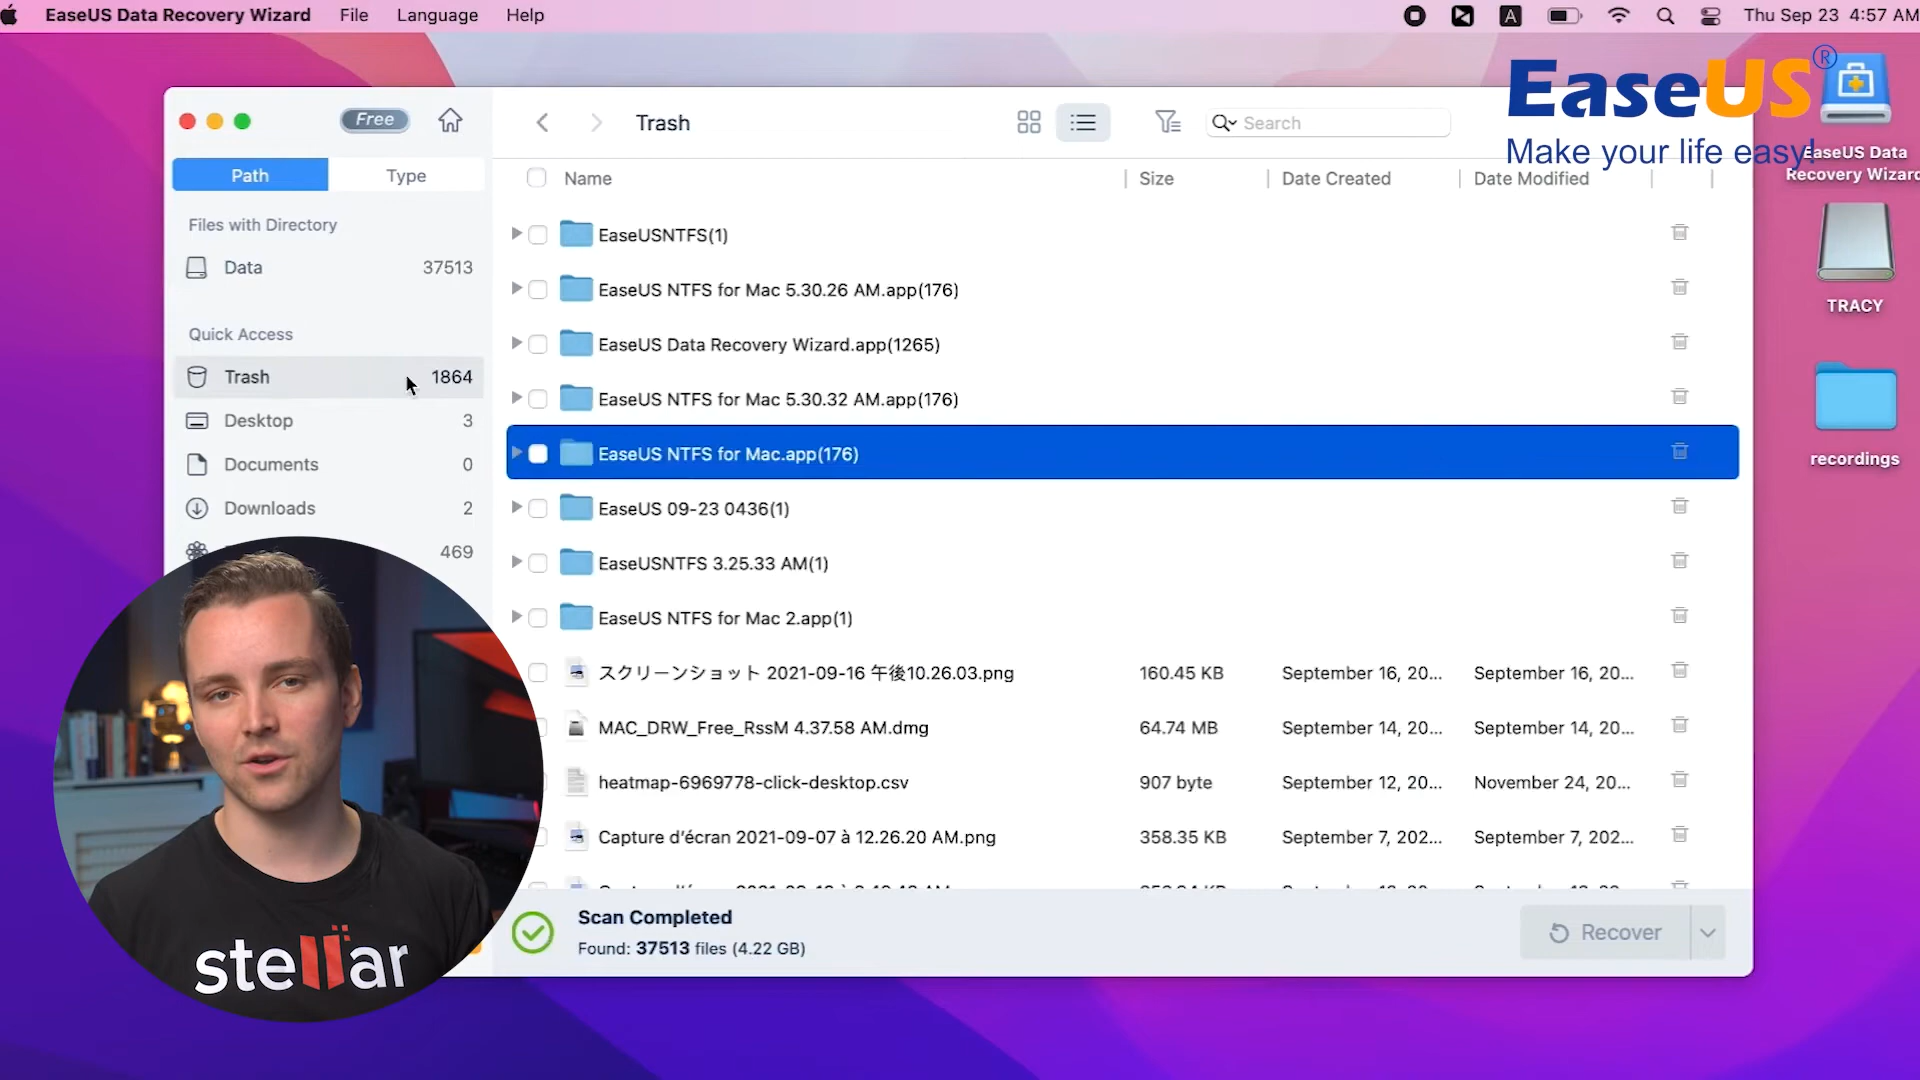 EaseUS Data Recovery Wizard File Language Help
A
Thu Sep 23 4:57 AM
EaseUS®
Make your life easy!
EaseUS Data
Recovery Wizard
TRACY
recordings
Free
Trash
Search
Path Type
Name Size Date Created Date Modified
Files with Directory
Data 37513
Quick Access
Trash 1864
Desktop 3
Documents 0
Downloads 2
469
EaseUSNTFS(1)
EaseUS NTFS for Mac 5.30.26 AM.app(176)
EaseUS Data Recovery Wizard.app(1265)
EaseUS NTFS for Mac 5.30.32 AM.app(176)
EaseUS NTFS for Mac.app(176)
EaseUS 09-23 0436(1)
EaseUSNTFS 3.25.33 AM(1)
EaseUS NTFS for Mac 2.app(1)
スクリーンショット 2021-09-16 午後10.26.03.png 160.45 KB September 16, 20... September 16, 20...
MAC_DRW_Free_RssM 4.37.58 AM.dmg 64.74 MB September 14, 20... September 14, 20...
heatmap-6969778-click-desktop.csv 907 byte September 12, 20... November 24, 20...
Capture d'écran 2021-09-07 à 12.26.20 AM.png 358.35 KB September 7, 202... September 7, 202...
Scan Completed
Found: 37513 files (4.22 GB)
Recover
stellar